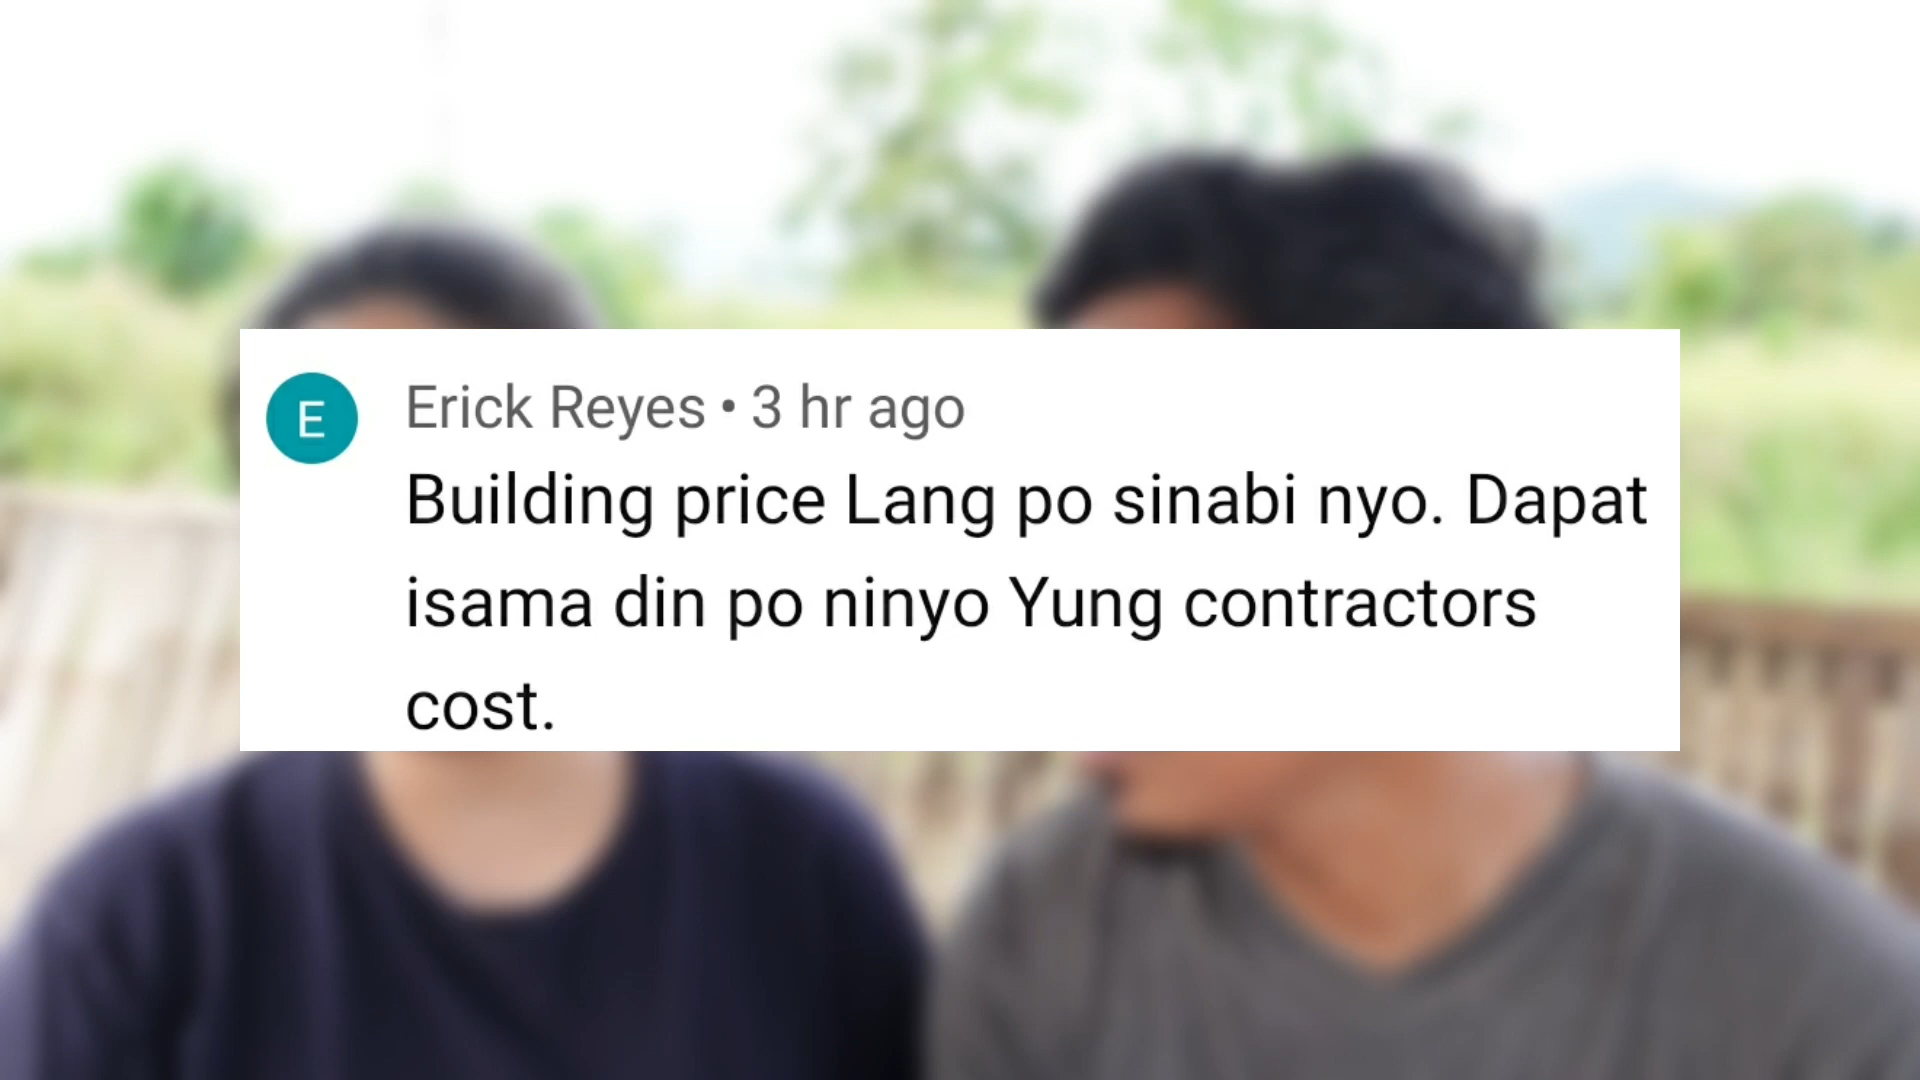 E
Erick Reyes • 3 hr ago
Building price Lang po sinabi nyo. Dapat
isama din po ninyo Yung contractors
cost.